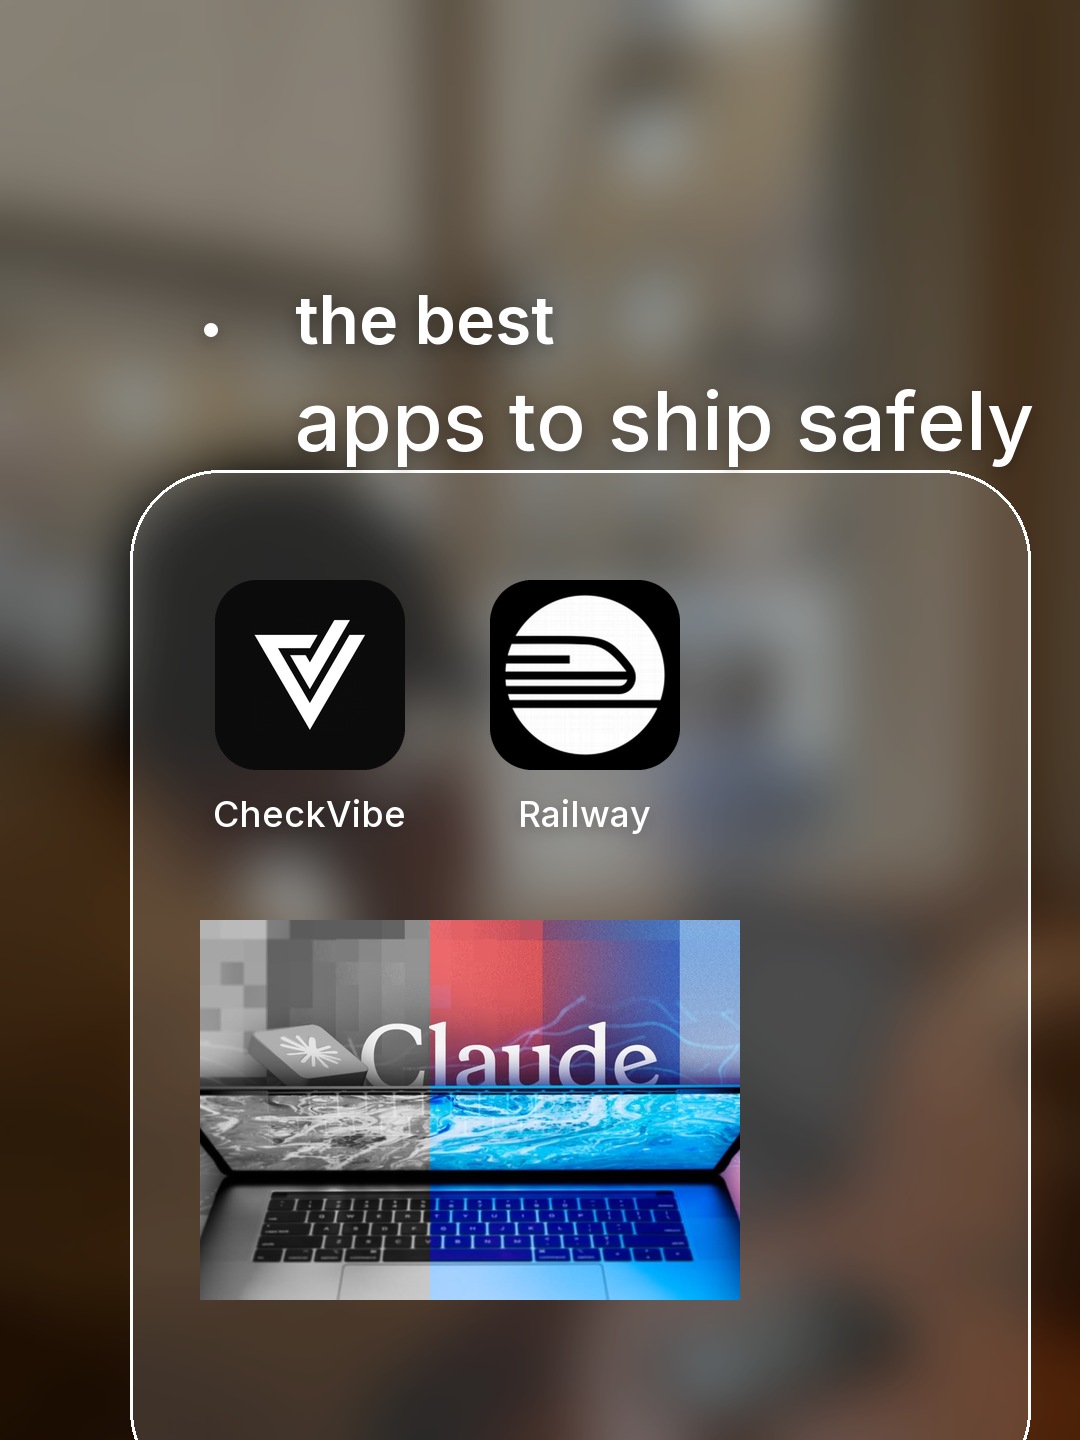 the best
apps to ship safely
CheckVibe
Railway
Claude